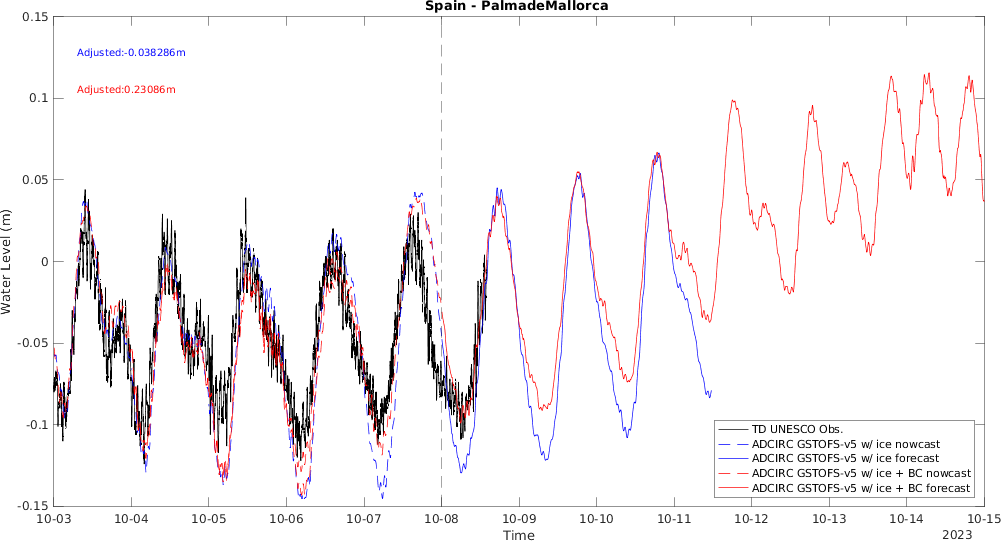 Spain - PalmadeMallorca
0.15
Adjusted:-0.038286m
Adjusted:0.23086m
0.1
0.05
0
-0.05
-0.1
-0.15
Water Level (m)
TD UNESCO Obs.
ADCIRC GSTOFS-v5 w/ ice nowcast
ADCIRC GSTOFS-v5 w/ ice forecast
ADCIRC GSTOFS-v5 w/ ice + BC nowcast
ADCIRC GSTOFS-v5 w/ ice + BC forecast
10-03 10-04 10-05 10-06 10-07 10-08 10-09 10-10 10-11 10-12 10-13 10-14 10-15
Time
2023